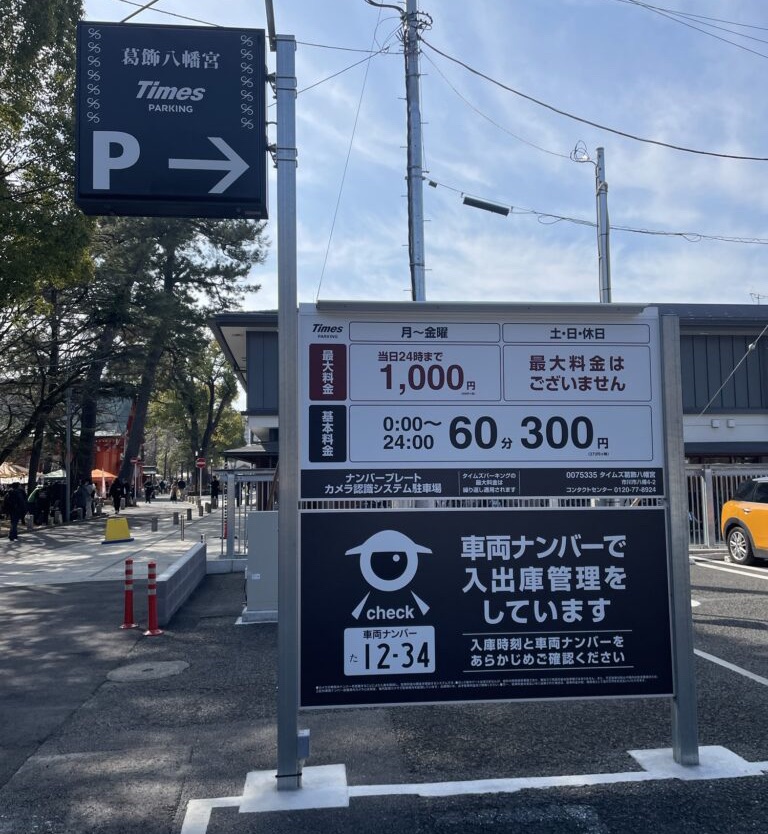 葛飾八幡宮
Times
PARKING
P →
Times
PARKING
月〜金曜
土・日・休日
最大料金
当日24時まで
1,000円
最大料金は
ございません
基本料金
0:00〜
24:00
60分 300円
ナンバープレート
カメラ認識システム駐車場
タイムズパーキングの
最大料金は
繰り返し適用されます
0075335 タイムズ葛飾八幡宮
市川市八幡4-2
コンタクトセンター 0120-77-8924
車両ナンバーで
入出庫管理を
しています
check
車両ナンバー
た 12-34
入庫時刻と車両ナンバーを
あらかじめご確認ください